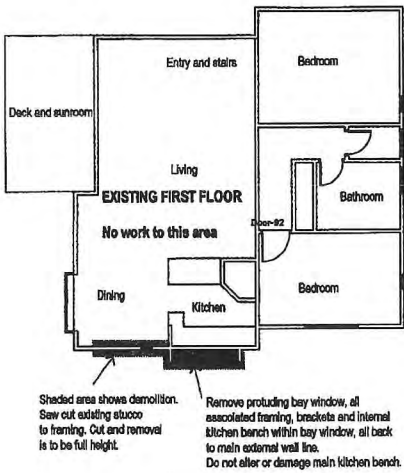 Entry and stairs
Bedroom
Deck and sunroom
Living
EXISTING FIRST FLOOR
Bathroom
No work to this area
Door-92
Dining
Kitchen
Bedroom
Shaded area shows demolition.
Saw cut existing stucco
to framing. Cut and removal
is to be full height.
Remove protuding bay window, all
associated framing, brackets and internal
kitchen bench within bay window, all back
to main external wall line.
Do not alter or damage main kitchen bench.